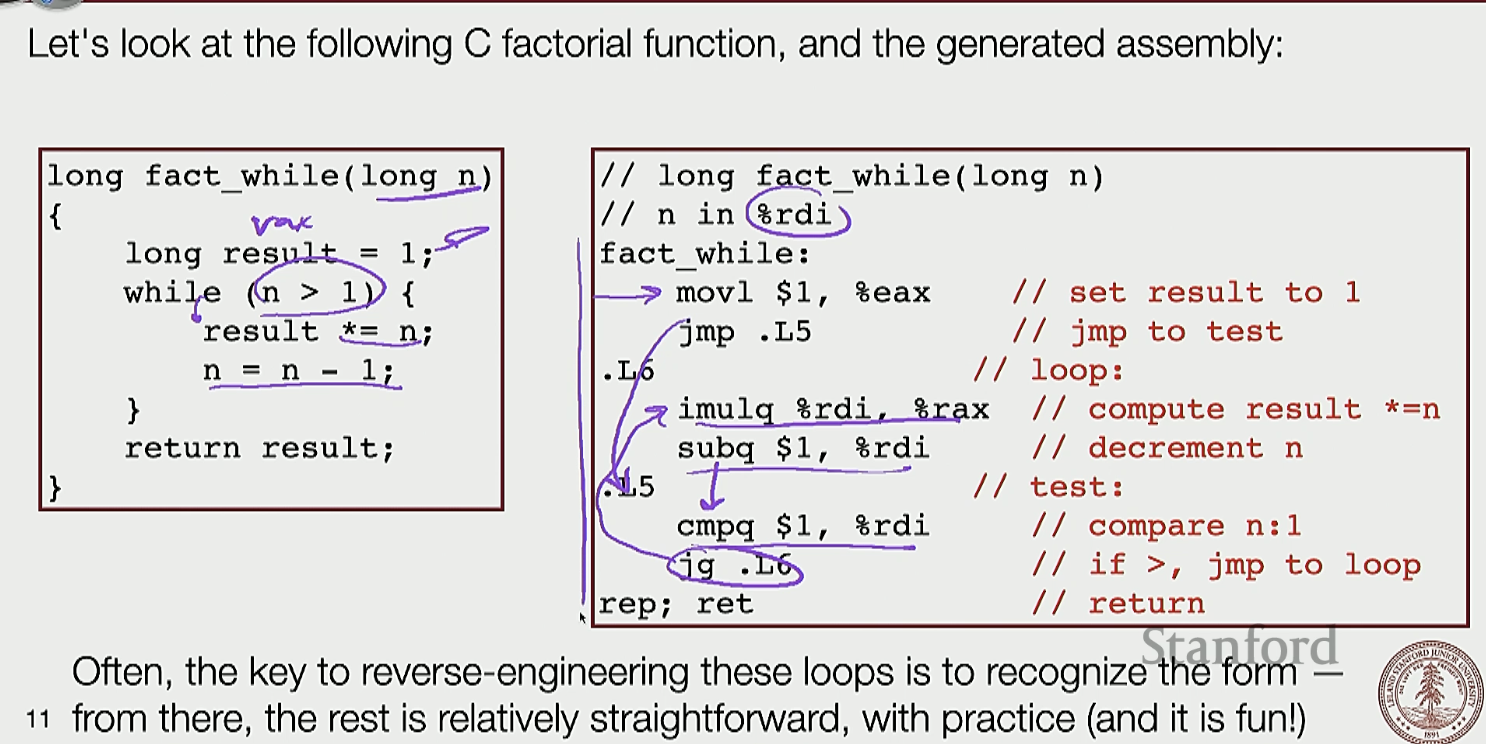 Let's look at the following C factorial function, and the generated assembly:
long fact_while(long n)
{
rax
long result = 1;
while (n > 1) {
result *= n;
n = n - 1;
}
return result;
}
// long fact_while(long n)
// n in %rdi
fact_while:
movl $1, %eax // set result to 1
jmp .L5 // jmp to test
.L6 // loop:
imulq %rdi, %rax // compute result *=n
subq $1, %rdi // decrement n
.L5 // test:
cmpq $1, %rdi // compare n:1
jg .L6 // if >, jmp to loop
rep; ret // return
Stanford
Often, the key to reverse-engineering these loops is to recognize the form —
11 from there, the rest is relatively straightforward, with practice (and it is fun!)
LELAND STANFORD JUNIOR UNIVERSITY
1891